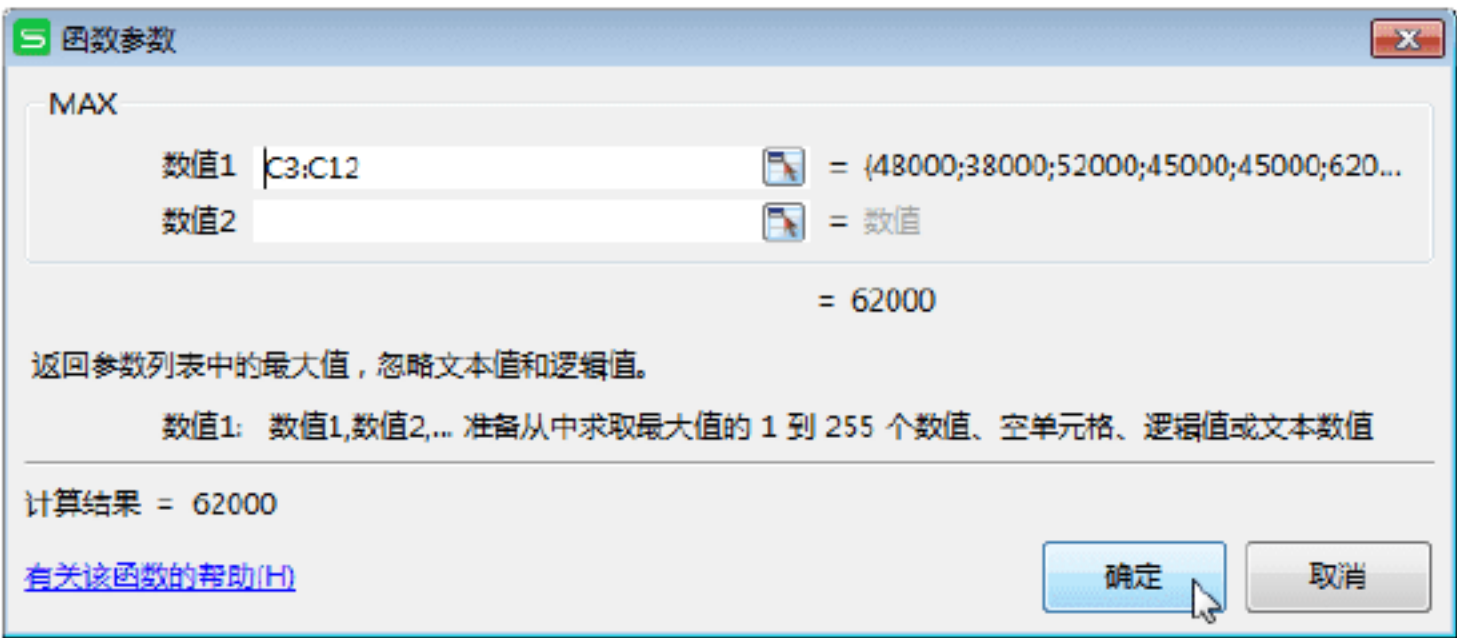 函数参数
MAX
数值1 C3:C12 = {48000;38000;52000;45000;45000;620...
数值2 = 数值
= 62000
返回参数列表中的最大值，忽略文本值和逻辑值。
数值1: 数值1,数值2,... 准备从中求取最大值的 1 到 255 个数值、空单元格、逻辑值或文本数值
计算结果 = 62000
有关该函数的帮助(H) 确定 取消